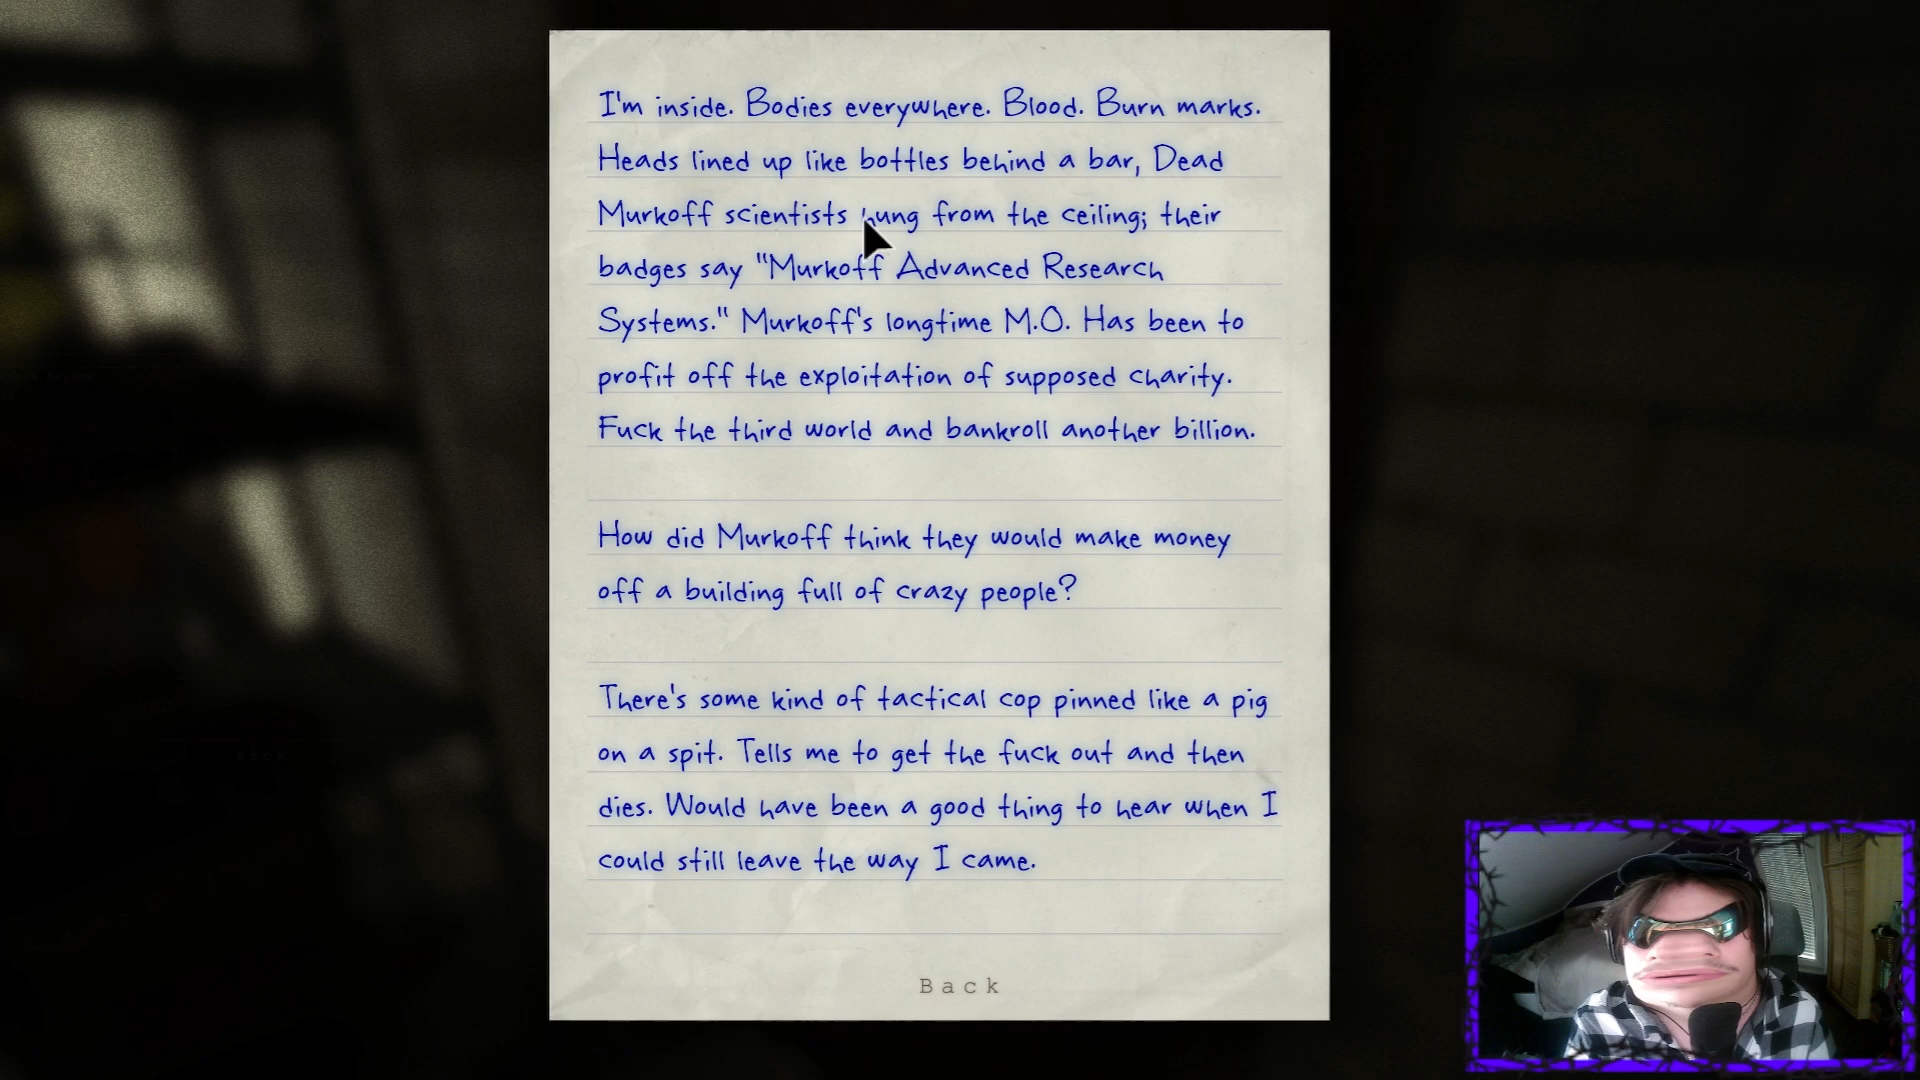 I'm inside. Bodies everywhere. Blood. Burn marks.
Heads lined up like bottles behind a bar, Dead
Murkoff scientists hung from the ceiling; their
badges say "Murkoff Advanced Research
Systems." Murkoff's longtime M.O. Has been to
profit off the exploitation of supposed charity.
Fuck the third world and bankroll another billion.
How did Murkoff think they would make money
off a building full of crazy people?
There's some kind of tactical cop pinned like a pig
on a spit. Tells me to get the fuck out and then
dies. Would have been a good thing to hear when I
could still leave the way I came.
Back